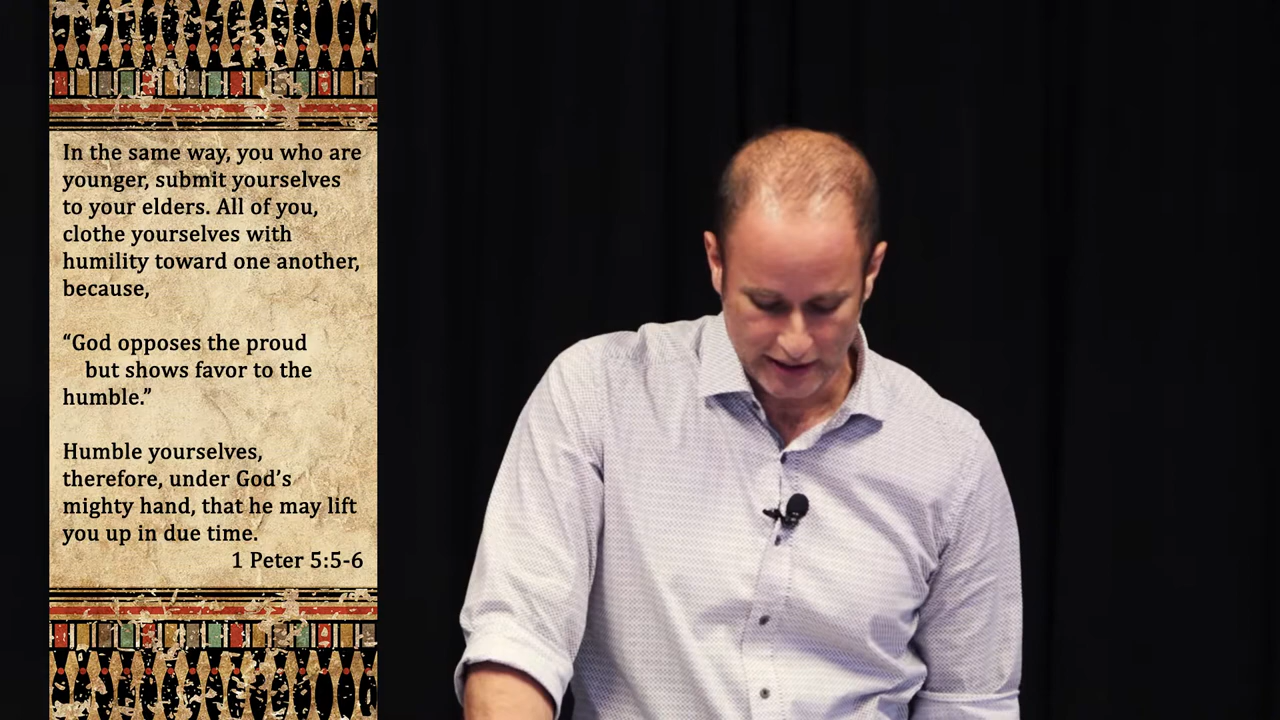 In the same way, you who are
younger, submit yourselves
to your elders. All of you,
clothe yourselves with
humility toward one another,
because,
“God opposes the proud
but shows favor to the
humble.”
Humble yourselves,
therefore, under God’s
mighty hand, that he may lift
you up in due time.
1 Peter 5:5-6